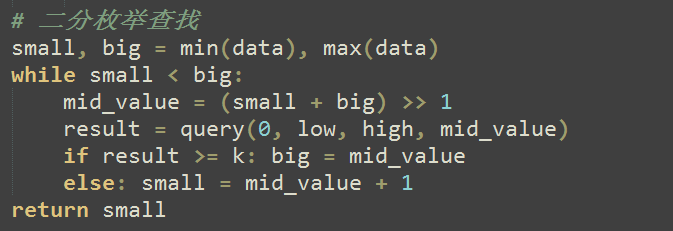 # 二分枚举查找
small, big = min(data), max(data)
while small < big:
    mid_value = (small + big) >> 1
    result = query(0, low, high, mid_value)
    if result >= k: big = mid_value
    else: small = mid_value + 1
return small